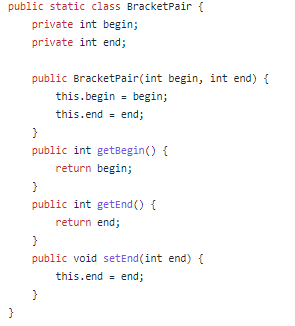 public static class BracketPair {
    private int begin;
    private int end;

    public BracketPair(int begin, int end) {
        this.begin = begin;
        this.end = end;
    }
    public int getBegin() {
        return begin;
    }
    public int getEnd() {
        return end;
    }
    public void setEnd(int end) {
        this.end = end;
    }
}